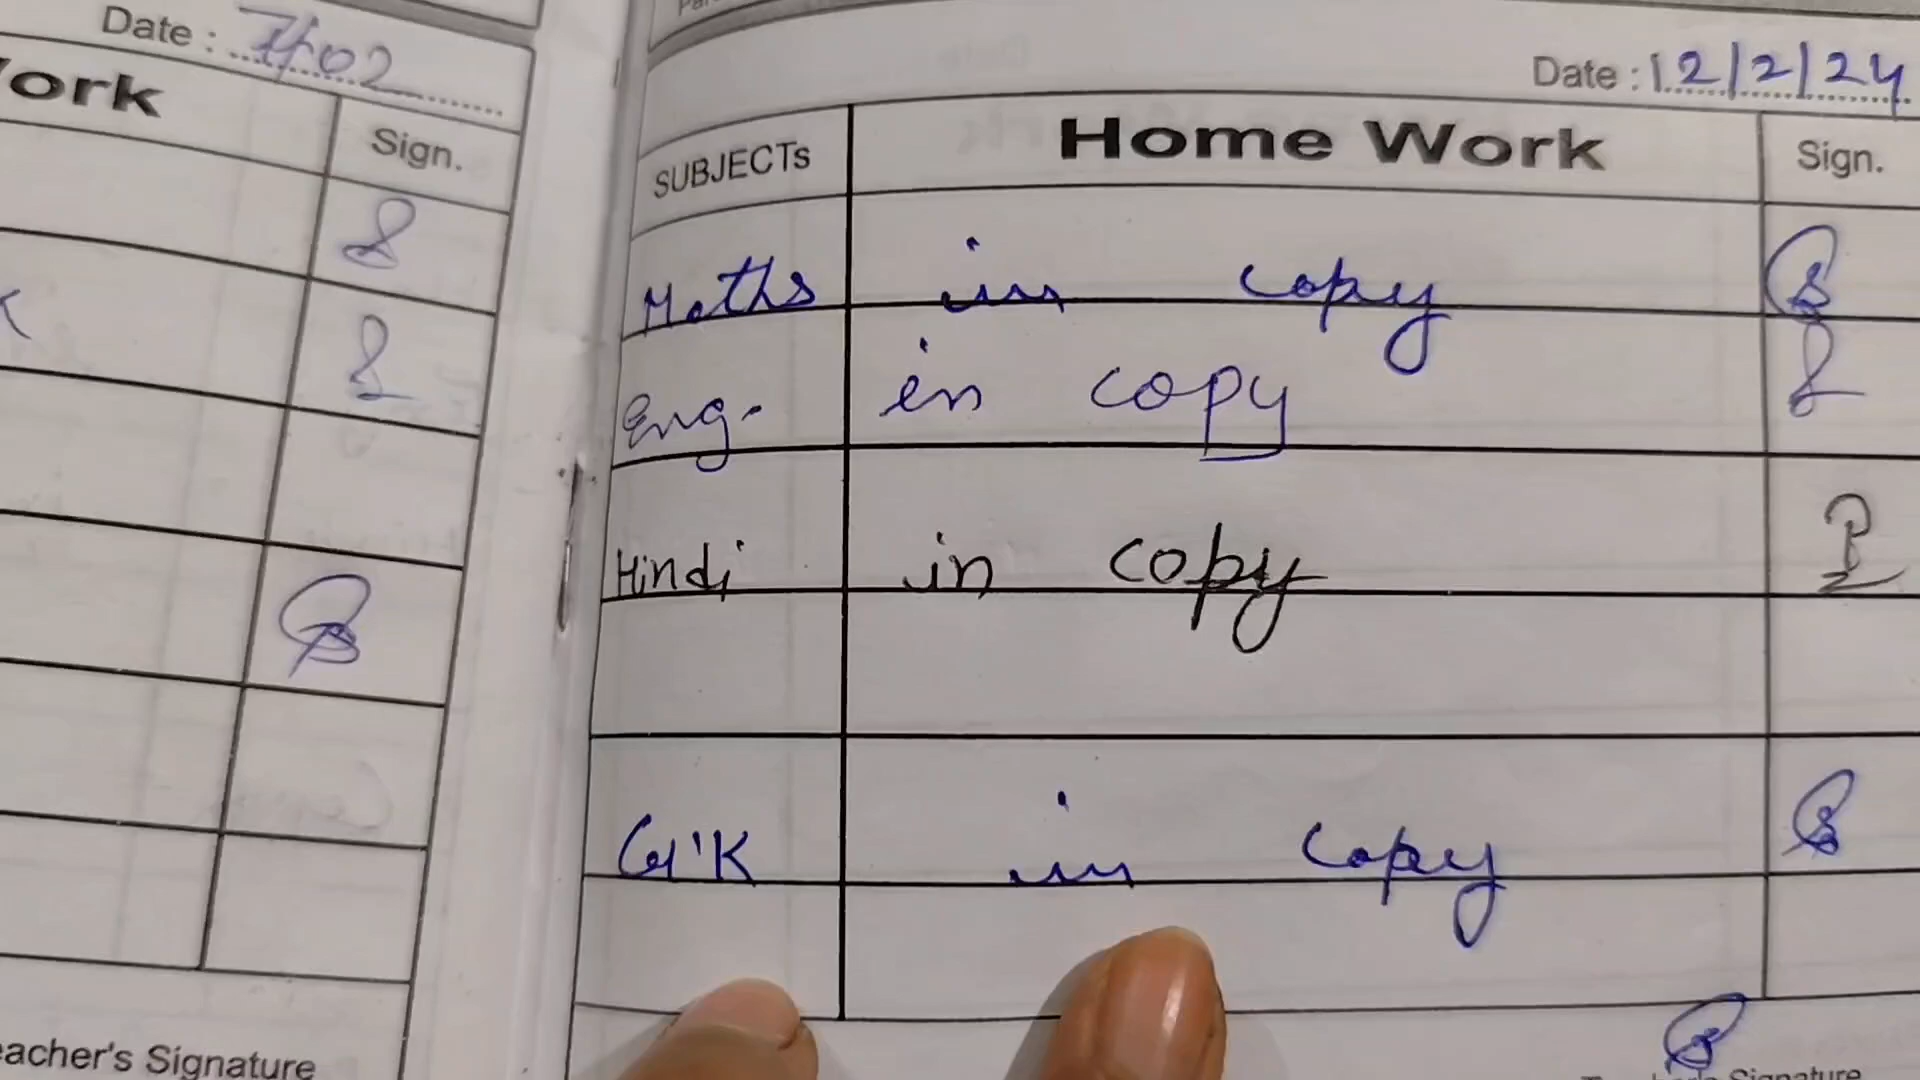 Date : 7/02
ork
Sign.
eacher's Signature
Date : 12/2/24
SUBJECTs Home Work Sign.
Maths in copy
Eng. in copy
Hindi in copy
G'K in copy
Signature